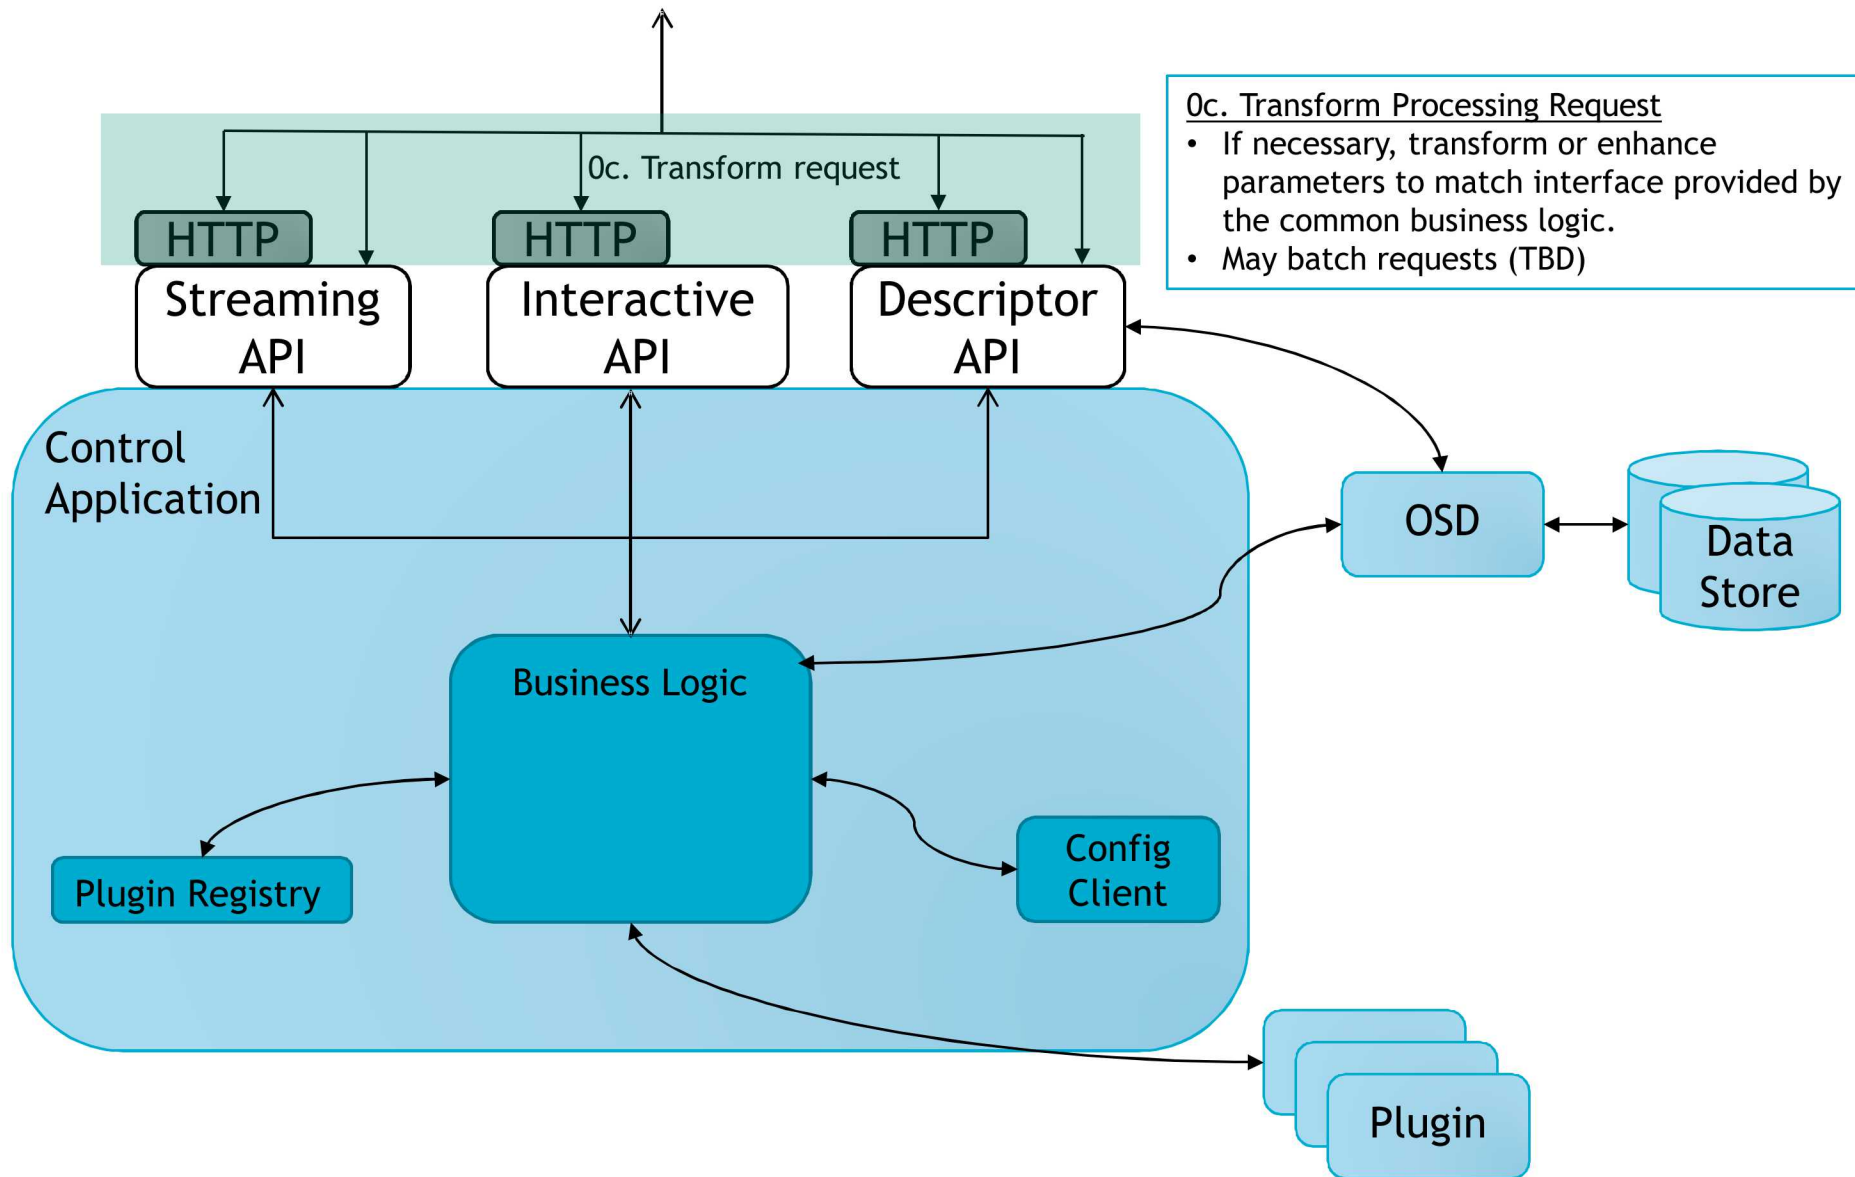 0c. Transform Processing Request
• If necessary, transform or enhance
parameters to match interface provided by
the common business logic.
• May batch requests (TBD)
0c. Transform request
HTTP
HTTP
HTTP
Streaming
API
Interactive
API
Descriptor
API
Control
Application
OSD
Data
Store
Business Logic
Plugin Registry
Config
Client
Plugin